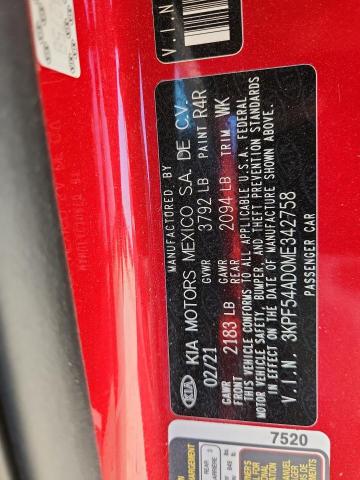 V.I.N
MANUFACTURED BY
KIA
KIA MOTORS MEXICO S.A. DE C.V.
02/21 GVWR 3792 LB PAINT R4R
GAWR FRONT 2183 LB GAWR REAR 2094 LB TRIM WK
THIS VEHICLE CONFORMS TO ALL APPLICABLE U.S.A. FEDERAL
MOTOR VEHICLE SAFETY, BUMPER, AND THEFT PREVENTION STANDARDS
IN EFFECT ON THE DATE OF MANUFACTURE SHOWN ABOVE.
V.I.N. 3KPF54AD0ME342758
PASSENGER CAR
7520